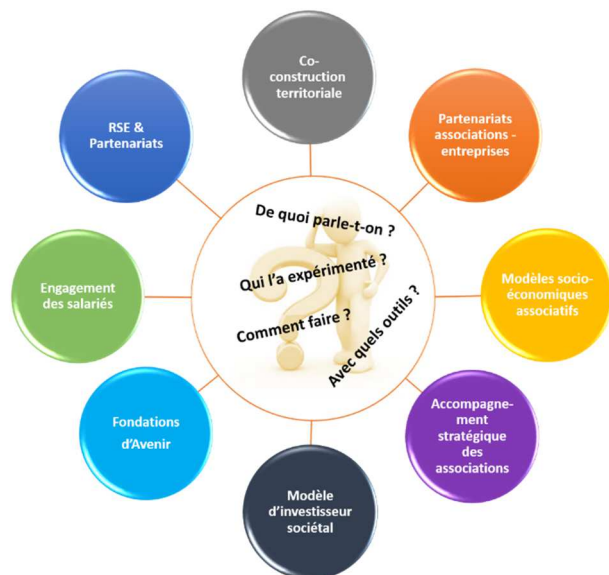 Co-
construction
territoriale
RSE &
Partenariats
Partenariats
associations -
entreprises
De quoi parle-t-on ?
Qui l'a expérimenté ?
Comment faire ?
Avec quels outils ?
Engagement
des salariés
Modèles socio-
économiques
associatifs
Fondations
d'Avenir
Accompagne-
ment
stratégique
des
associations
Modèle
d'investisseur
sociétal